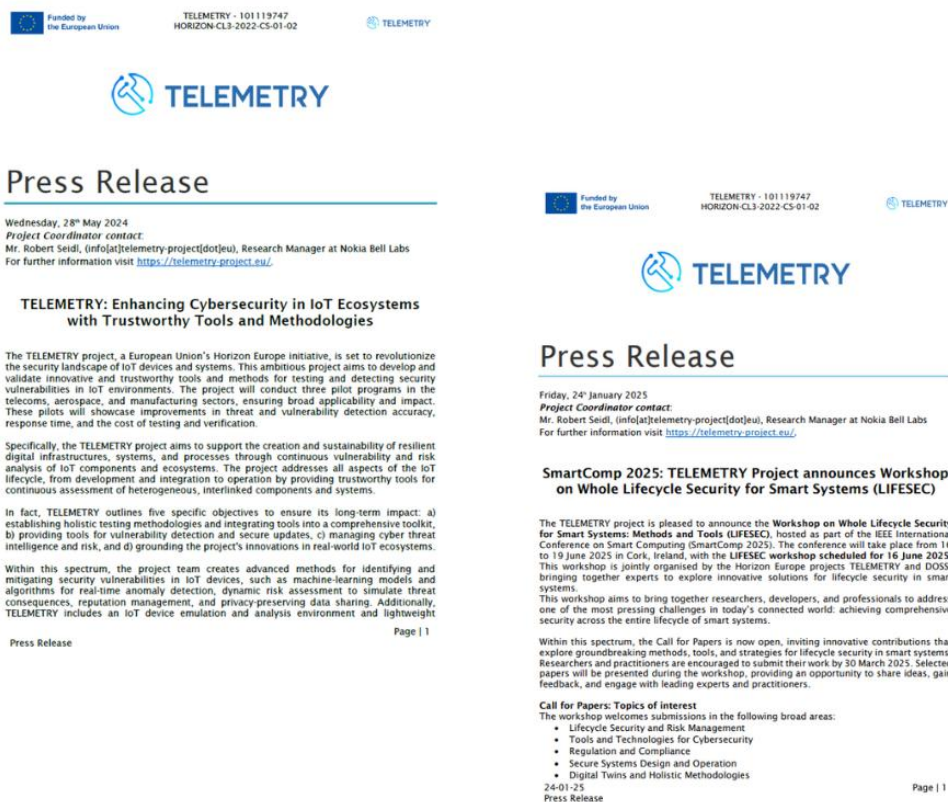 Funded by
the European Union
TELEMETRY - 101119747
HORIZON-CL3-2022-CS-01-02
TELEMETRY
TELEMETRY
Press Release
Wednesday, 28th May 2024
Project Coordinator contact:
Mr. Robert Seidl, (info[at]telemetry-project[dot]eu), Research Manager at Nokia Bell Labs
For further information visit https://telemetry-project.eu/.
TELEMETRY: Enhancing Cybersecurity in IoT Ecosystems
with Trustworthy Tools and Methodologies
The TELEMETRY project, a European Union's Horizon Europe initiative, is set to revolutionize
the security landscape of IoT devices and systems. This ambitious project aims to develop and
validate innovative and trustworthy tools and methods for testing and detecting security
vulnerabilities in IoT environments. The project will conduct three pilot programs in the
telecoms, aerospace, and manufacturing sectors, ensuring broad applicability and impact.
These pilots will showcase improvements in threat and vulnerability detection accuracy,
response time, and the cost of testing and verification.
Specifically, the TELEMETRY project aims to support the creation and sustainability of resilient
digital infrastructures, systems, and processes through continuous vulnerability and risk
analysis of IoT components and ecosystems. The project addresses all aspects of the IoT
lifecycle, from development and integration to operation by providing trustworthy tools for
continuous assessment of heterogeneous, interlinked components and systems.
In fact, TELEMETRY outlines five specific objectives to ensure its long-term impact: a)
establishing holistic testing methodologies and integrating tools into a comprehensive toolkit,
b) providing tools for vulnerability detection and secure updates, c) managing cyber threat
intelligence and risk, and d) grounding the project's innovations in real-world IoT ecosystems.
Within this spectrum, the project team creates advanced methods for identifying and
mitigating security vulnerabilities in IoT devices, such as machine-learning models and
algorithms for real-time anomaly detection, dynamic risk assessment to simulate threat
consequences, reputation management, and privacy-preserving data sharing. Additionally,
TELEMETRY includes an IoT device emulation and analysis environment and lightweight
Page | 1
Press Release
Funded by
the European Union
TELEMETRY - 101119747
HORIZON-CL3-2022-CS-01-02
TELEMETRY
TELEMETRY
Press Release
Friday, 24th January 2025
Project Coordinator contact:
Mr. Robert Seidl, (info[at]telemetry-project[dot]eu), Research Manager at Nokia Bell Labs
For further information visit https://telemetry-project.eu/.
SmartComp 2025: TELEMETRY Project announces Workshop
on Whole Lifecycle Security for Smart Systems (LIFESEC)
The TELEMETRY project is pleased to announce the Workshop on Whole Lifecycle Security
for Smart Systems: Methods and Tools (LIFESEC), hosted as part of the IEEE International
Conference on Smart Computing (SmartComp 2025). The conference will take place from 16
to 19 June 2025 in Cork, Ireland, with the LIFESEC workshop scheduled for 16 June 2025.
This workshop is jointly organised by the Horizon Europe projects TELEMETRY and DOSS,
bringing together experts to explore innovative solutions for lifecycle security in smart
systems.
This workshop aims to bring together researchers, developers, and professionals to address
one of the most pressing challenges in today's connected world: achieving comprehensive
security across the entire lifecycle of smart systems.
Within this spectrum, the Call for Papers is now open, inviting innovative contributions that
explore groundbreaking methods, tools, and strategies for lifecycle security in smart systems.
Researchers and practitioners are encouraged to submit their work by 30 March 2025. Selected
papers will be presented during the workshop, providing an opportunity to share ideas, gain
feedback, and engage with leading experts and practitioners.
Call for Papers: Topics of interest
The workshop welcomes submissions in the following broad areas:
• Lifecycle Security and Risk Management
• Tools and Technologies for Cybersecurity
• Regulation and Compliance
• Secure Systems Design and Operation
• Digital Twins and Holistic Methodologies
24-01-25
Page | 1
Press Release